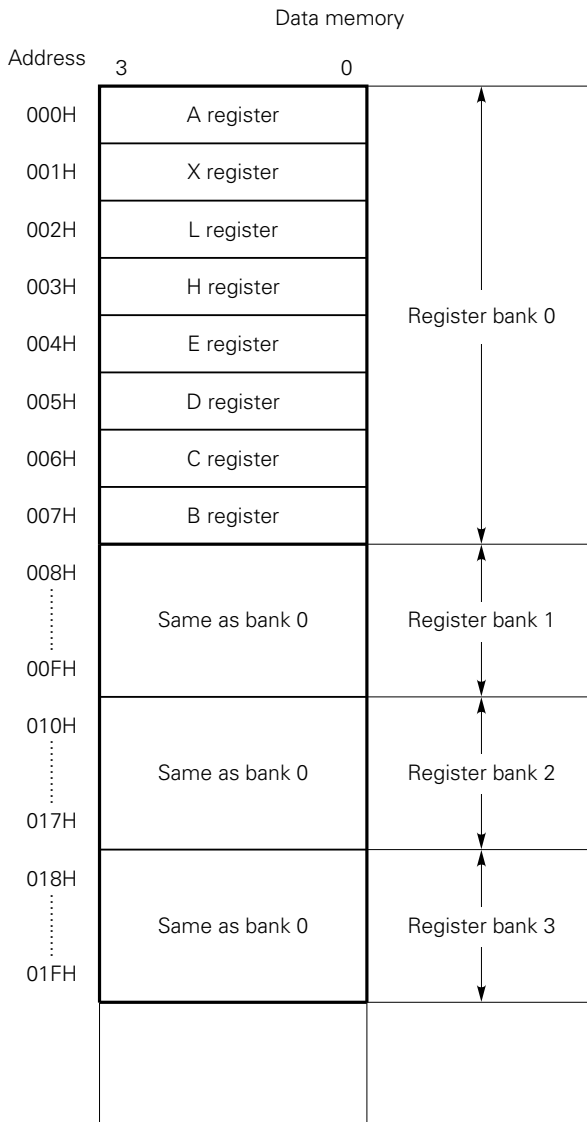 Data memory
Address
3 0
000H A register
001H X register
002H L register
003H H register
004H E register
005H D register
006H C register
007H B register
Register bank 0
008H
00FH
Same as bank 0
Register bank 1
010H
017H
Same as bank 0
Register bank 2
018H
01FH
Same as bank 0
Register bank 3